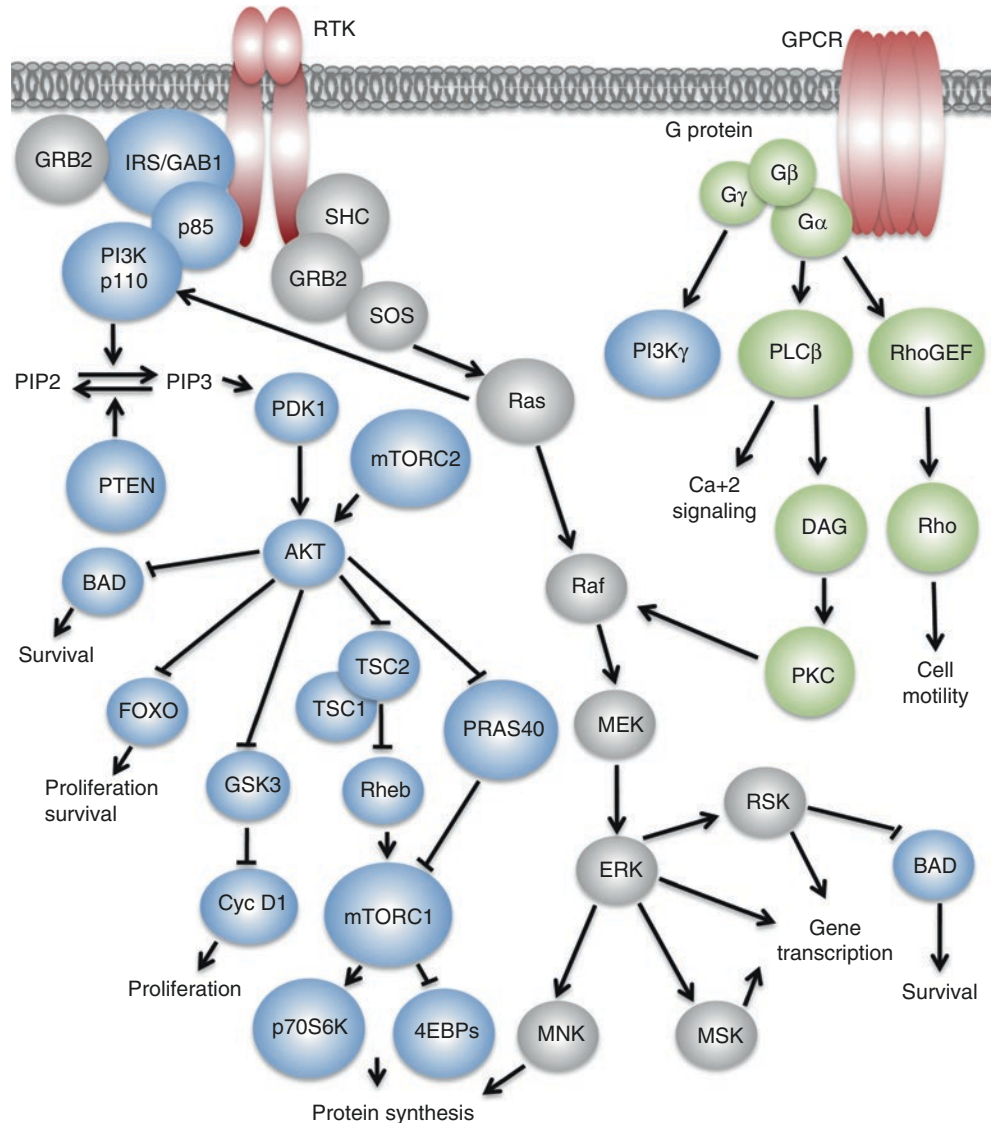 RTK
GPCR
G protein
GRB2
IRS/GAB1
Gβ
Gγ
Gα
p85
SHC
PI3K
p110
GRB2
SOS
PI3Kγ
PLCβ
RhoGEF
PIP2
PIP3
PDK1
Ras
mTORC2
PTEN
Ca+2
signaling
DAG
Rho
AKT
BAD
Raf
Survival
TSC2
TSC1
PKC
Cell
motility
FOXO
PRAS40
MEK
Proliferation
survival
GSK3
Rheb
RSK
ERK
BAD
Cyc D1
mTORC1
Gene
transcription
Proliferation
Survival
p70S6K
4EBPs
MNK
MSK
Protein synthesis